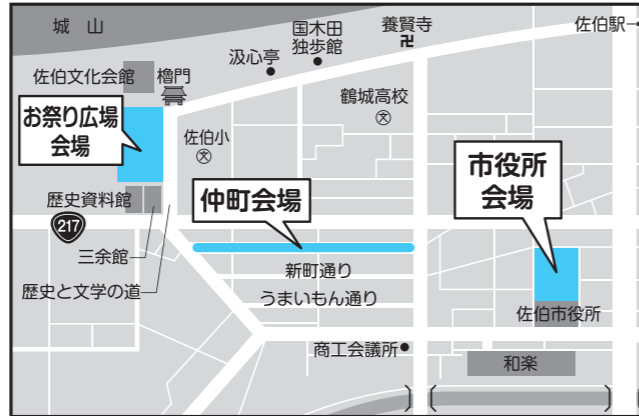 城山
国木田
独歩館
養賢寺
卍
佐伯駅→
汲心亭
佐伯文化会館
櫓門
お祭り広場
会場
鶴城高校
文
佐伯小
文
市役所
会場
仲町会場
歴史資料館
217
三余館
新町通り
歴史と文学の道
うまいもん通り
佐伯市役所
商工会議所
和楽